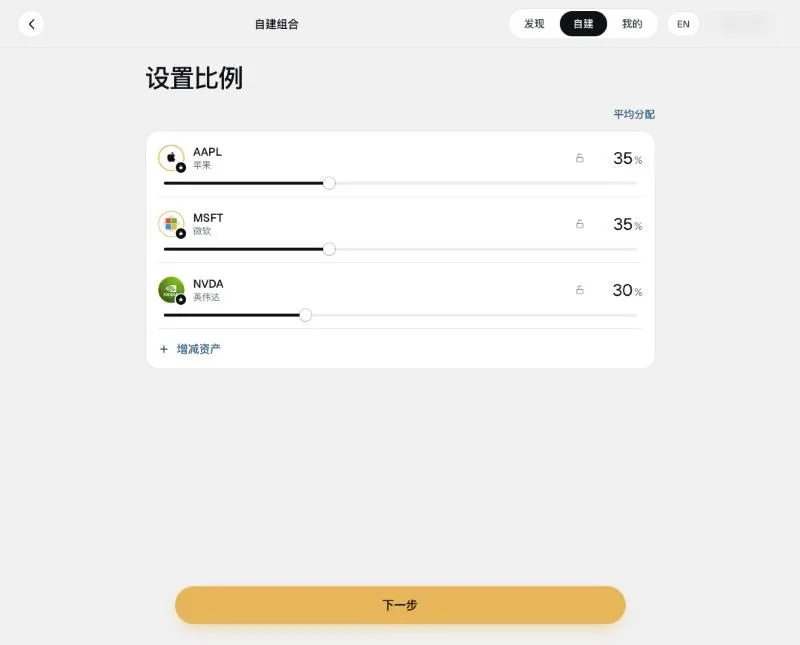 自建组合
发现
自建
我的
EN
设置比例
平均分配
AAPL
苹果
35%
MSFT
微软
35%
NVDA
英伟达
30%
+ 增减资产
下一步